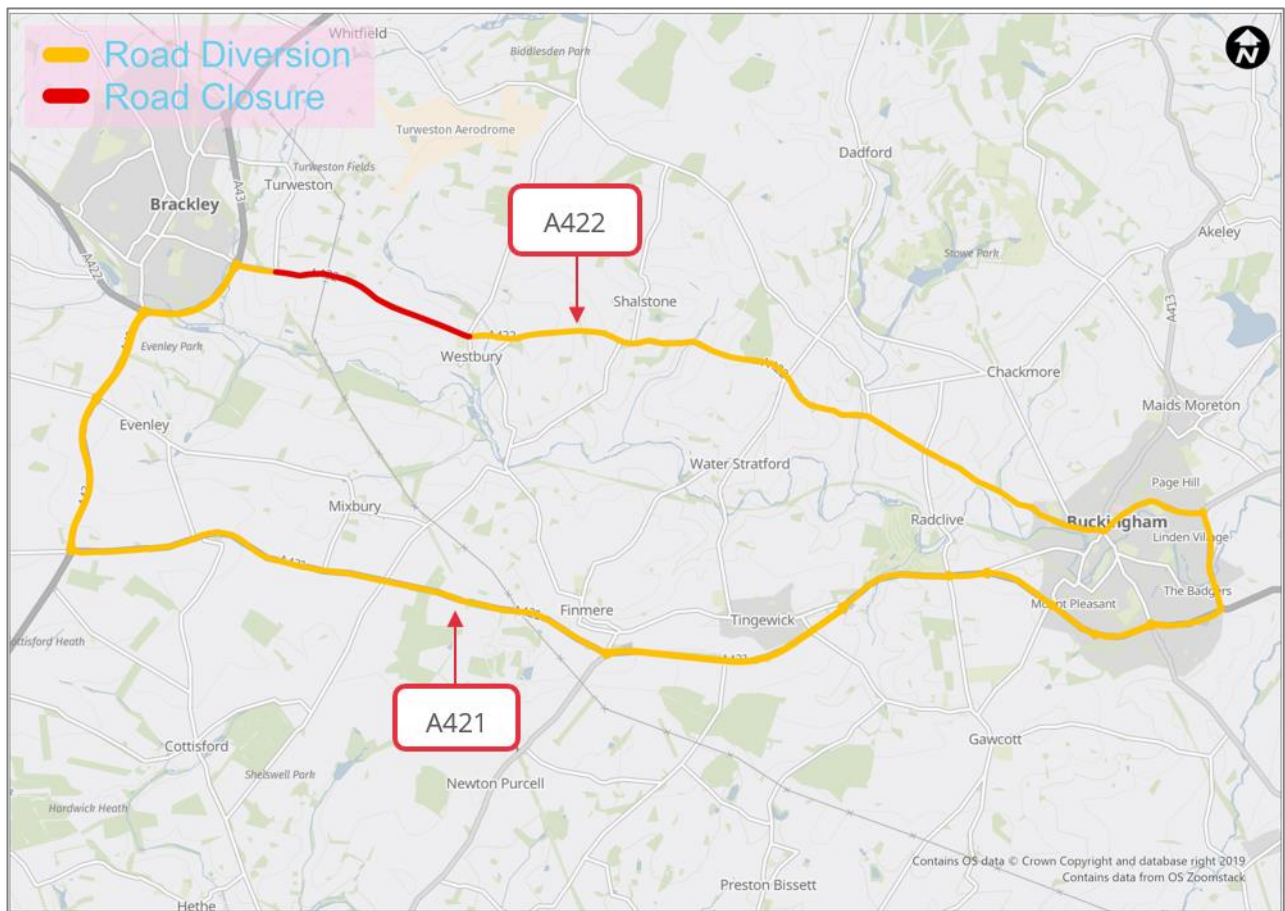 Whitfield
Road Diversion
Road Closure
Biddlesden Park
N
Turweston Aerodrome
Dadford
Turweston Fields
Turweston
A43
Brackley
A422
Akeley
Stowe Park
A422
Shalstone
A413
A422
Evenley Park
Westbury
Chackmore
Maids Moreton
Evenley
Water Stratford
Page Hill
Mixbury
Radclive
Buckingham
Linden Village
A421
The Badgers
Mount Pleasant
Finmere
Tingewick
A421
Cottisford
Gawcott
Shelswell Park
Newton Purcell
Hardwick Heath
Contains OS data © Crown Copyright and database right 2019
Contains data from OS Zoomstack
Preston Bissett
Hethe